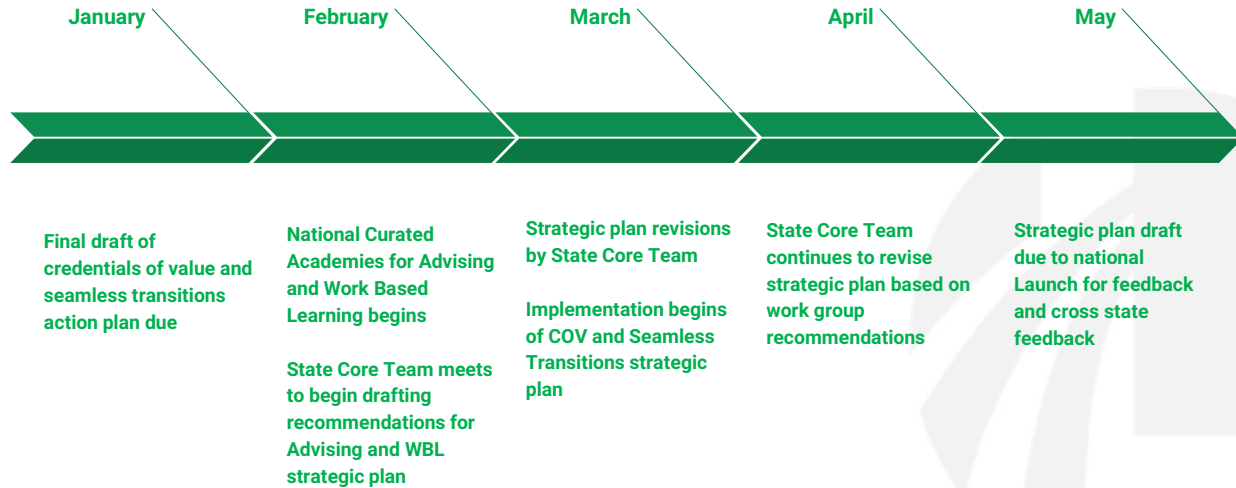 January
February
March
April
May
Final draft of
credentials of value and
seamless transitions
action plan due
National Curated
Academies for Advising
and Work Based
Learning begins
State Core Team meets
to begin drafting
recommendations for
Advising and WBL
strategic plan
Strategic plan revisions
by State Core Team
Implementation begins
of COV and Seamless
Transitions strategic
plan
State Core Team
continues to revise
strategic plan based on
work group
recommendations
Strategic plan draft
due to national
Launch for feedback
and cross state
feedback